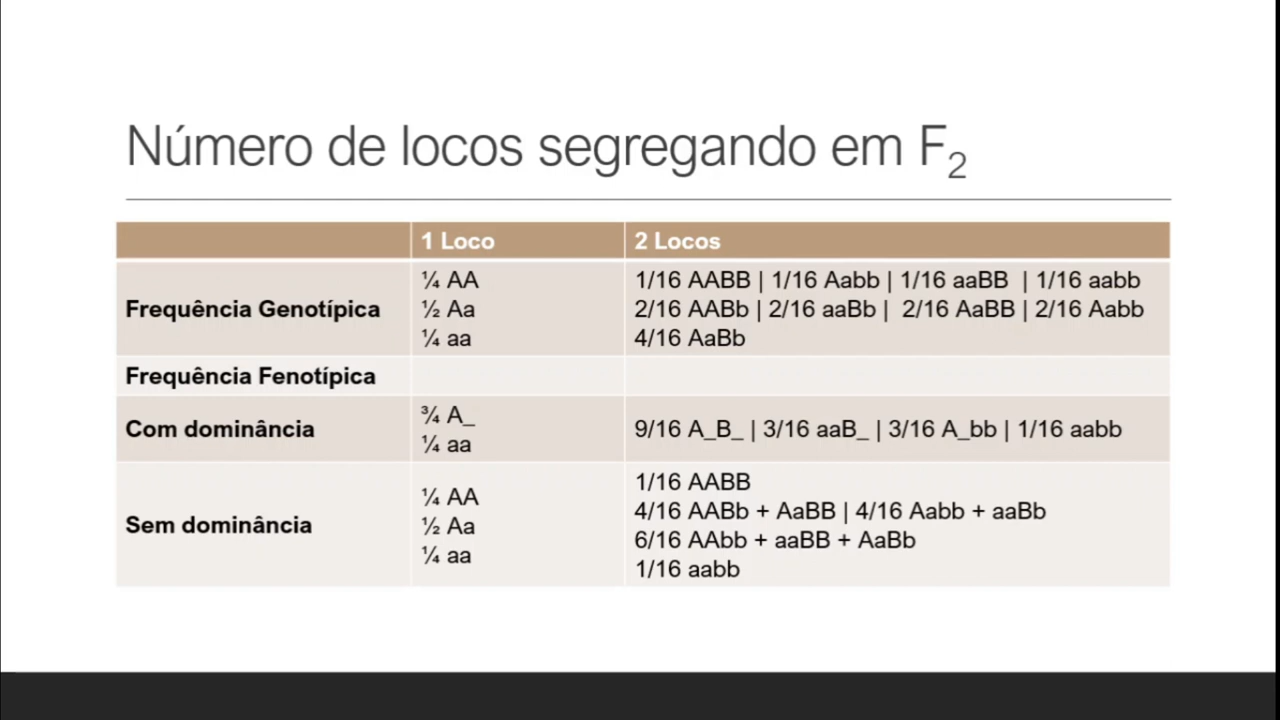 Número de locos segregando em F₂
1 Loco
2 Locos
Frequência Genotípica
¼ AA
½ Aa
¼ aa
1/16 AABB | 1/16 Aabb | 1/16 aaBB | 1/16 aabb
2/16 AABb | 2/16 aaBb | 2/16 AaBB | 2/16 Aabb
4/16 AaBb
Frequência Fenotípica
Com dominância
¾ A_
¼ aa
9/16 A_B_ | 3/16 aaB_ | 3/16 A_bb | 1/16 aabb
Sem dominância
¼ AA
½ Aa
¼ aa
1/16 AABB
4/16 AABb + AaBB | 4/16 Aabb + aaBb
6/16 AAbb + aaBB + AaBb
1/16 aabb